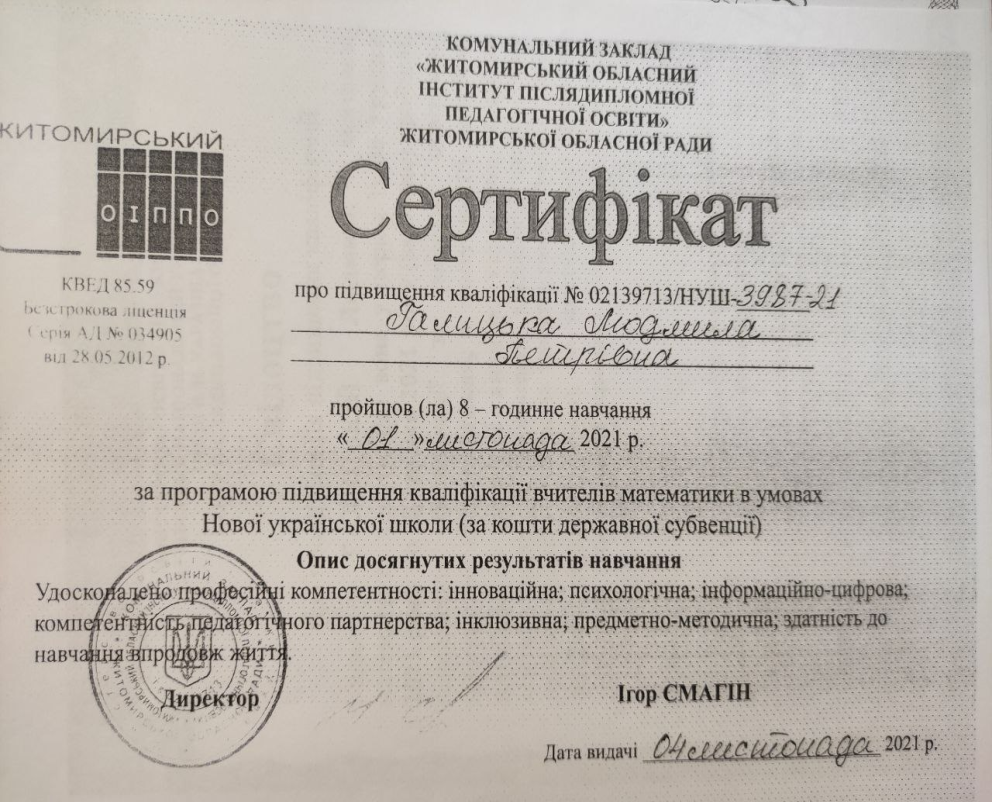 КОМУНАЛЬНИЙ ЗАКЛАД
«ЖИТОМИРСЬКИЙ ОБЛАСНИЙ
ІНСТИТУТ ПІСЛЯДИПЛОМНОЇ
ПЕДАГОГІЧНОЇ ОСВІТИ»
ЖИТОМИРСЬКОЇ ОБЛАСНОЇ РАДИ
ЖИТОМИРСЬКИЙ
ОІППО
КВЕД 85.59
Безстрокова ліцензія
Серія АД № 034905
від 28.05 2012 р.
Сертифікат
про підвищення кваліфікації № 02139713/НУШ-3987-21
Галицька Людмила
Петрівна
пройшов (ла) 8 – годинне навчання
« 01 » листопада 2021 р.
за програмою підвищення кваліфікації вчителів математики в умовах
Нової української школи (за кошти державної субвенції)
Опис досягнутих результатів навчання
Удосконалено професійні компетентності: інноваційна; психологічна; інформаційно-цифрова;
компетентність педагогічного партнерства; інклюзивна; предметно-методична; здатність до
навчання впродовж життя.
Директор
Ігор СМАГІН
Дата видачі 04 листопада 2021 р.